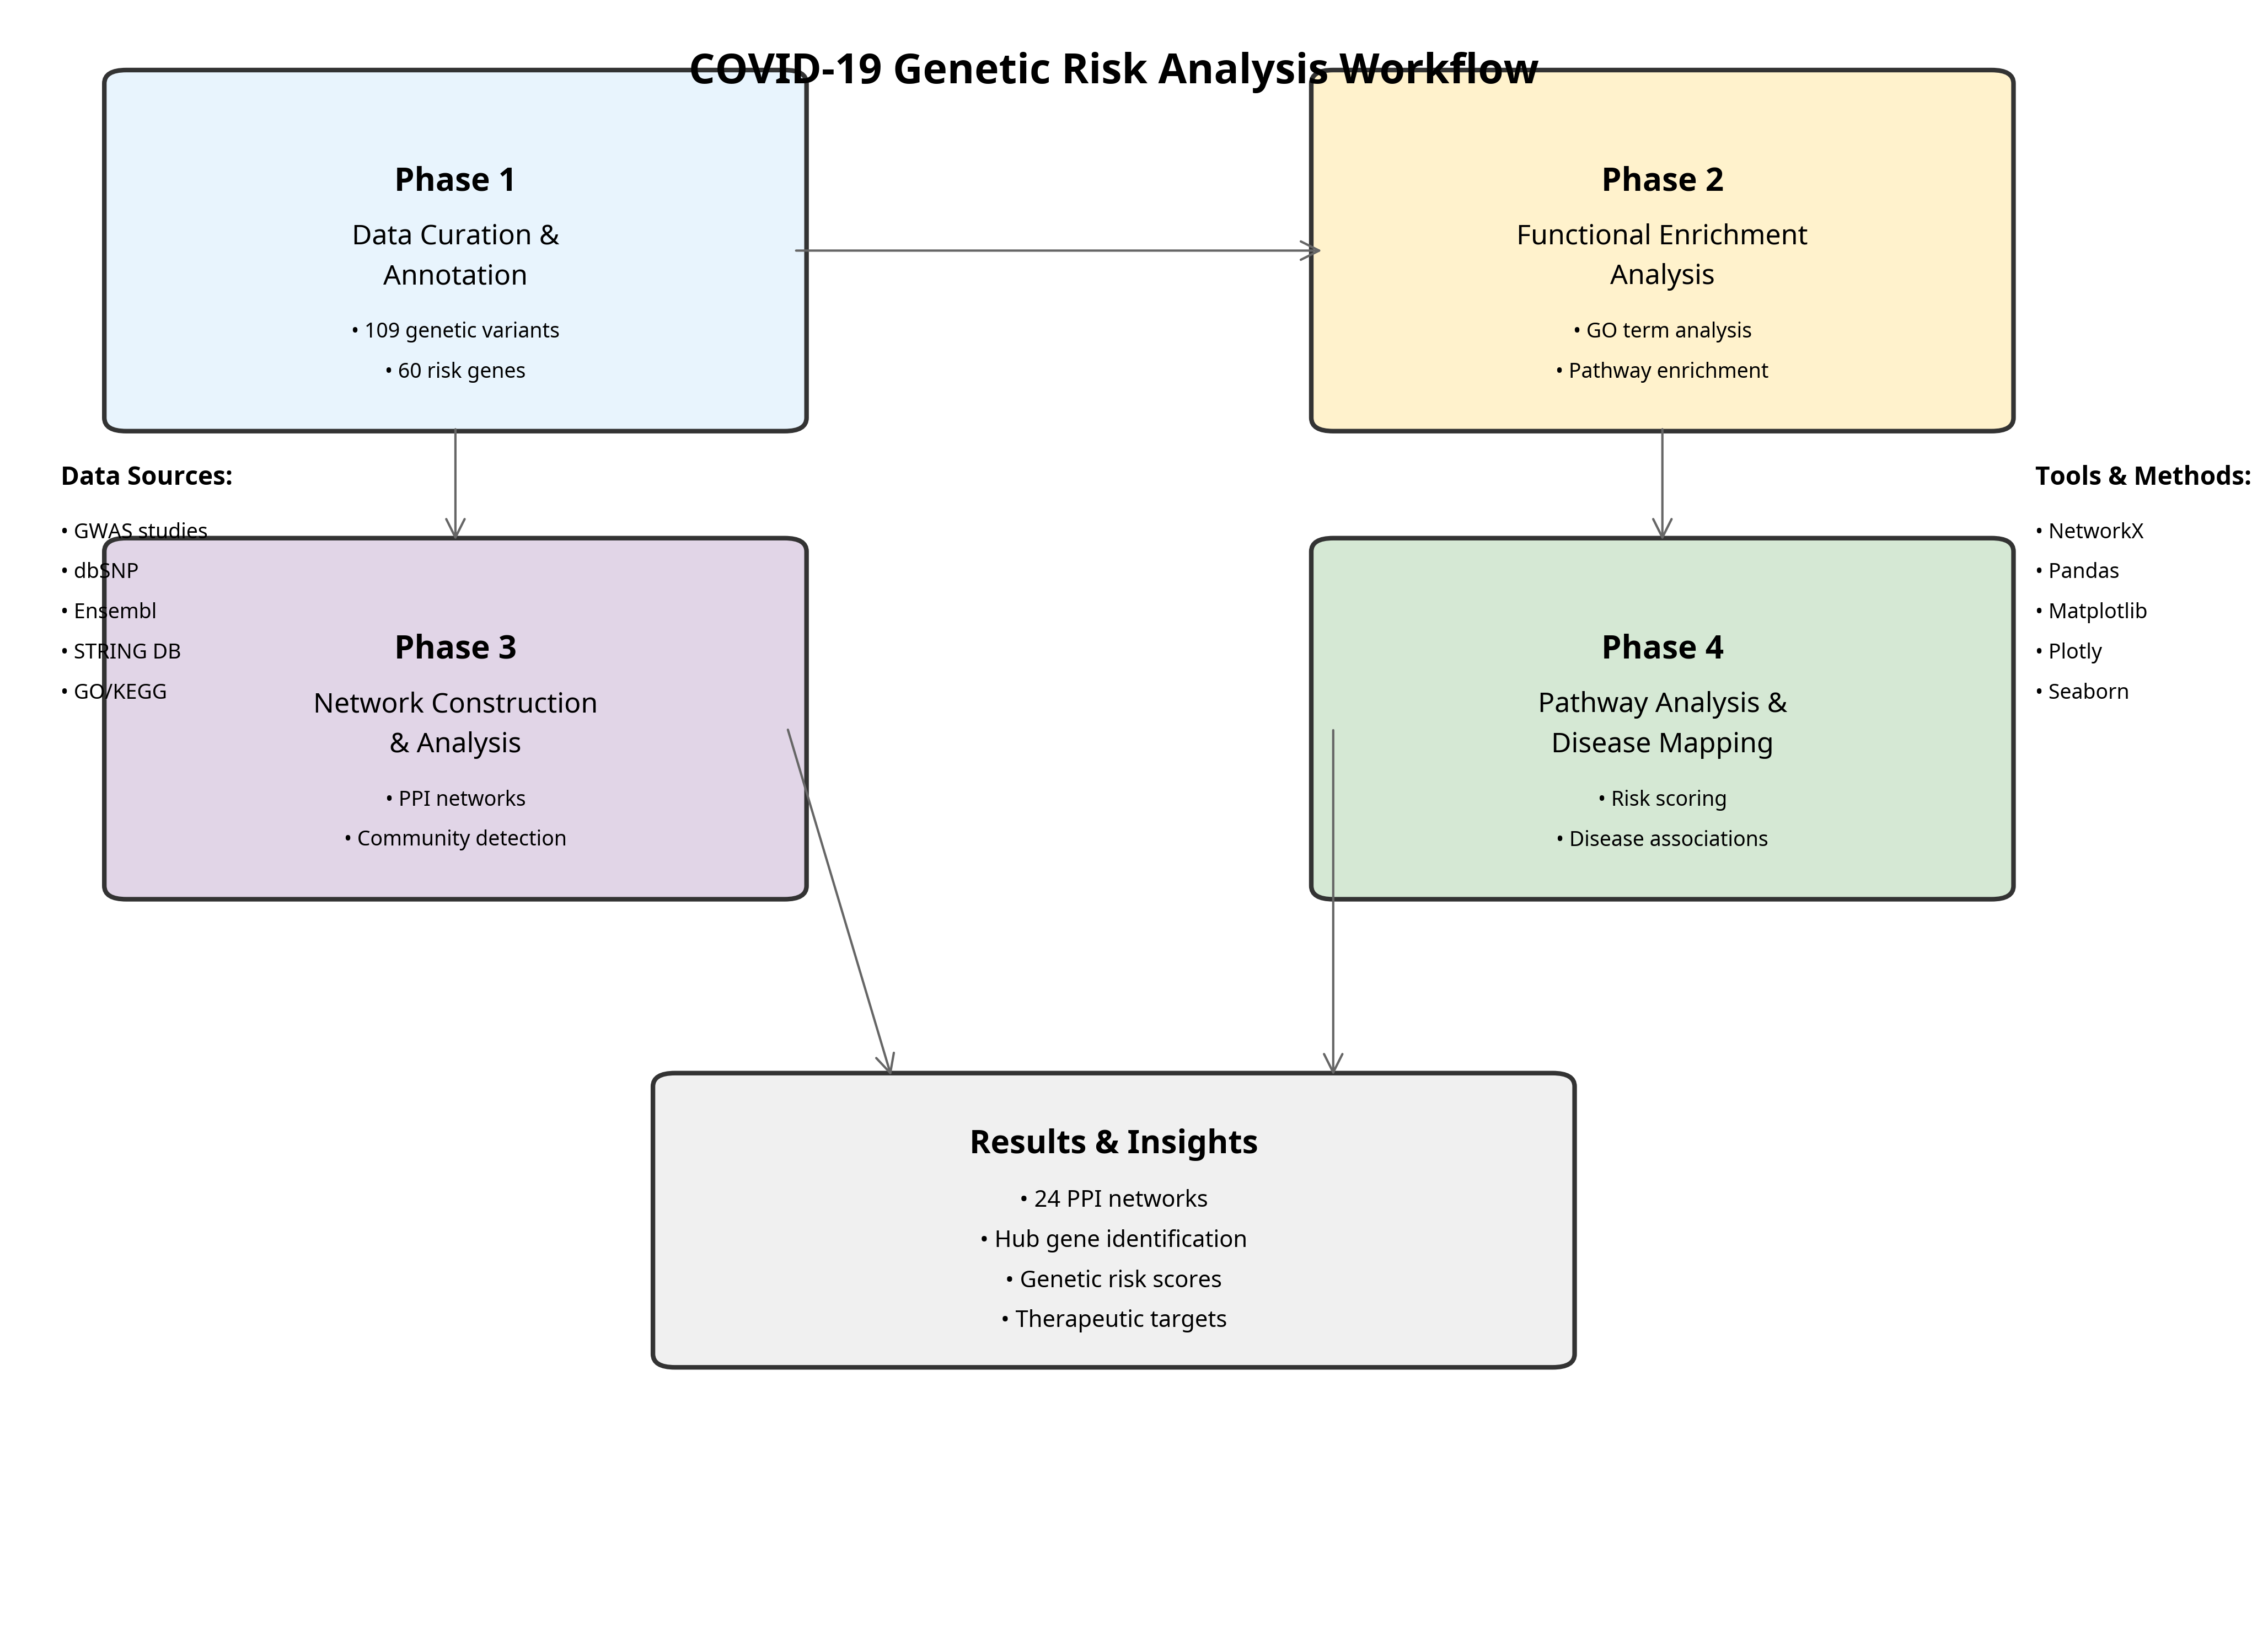 COVID-19 Genetic Risk Analysis Workflow
Phase 1
Data Curation &
Annotation
• 109 genetic variants
• 60 risk genes
Phase 2
Functional Enrichment
Analysis
• GO term analysis
• Pathway enrichment
Data Sources:
• GWAS studies
• dbSNP
• Ensembl
• STRING DB
• GO/KEGG
Phase 3
Network Construction
& Analysis
• PPI networks
• Community detection
Phase 4
Pathway Analysis &
Disease Mapping
• Risk scoring
• Disease associations
Tools & Methods:
• NetworkX
• Pandas
• Matplotlib
• Plotly
• Seaborn
Results & Insights
• 24 PPI networks
• Hub gene identification
• Genetic risk scores
• Therapeutic targets